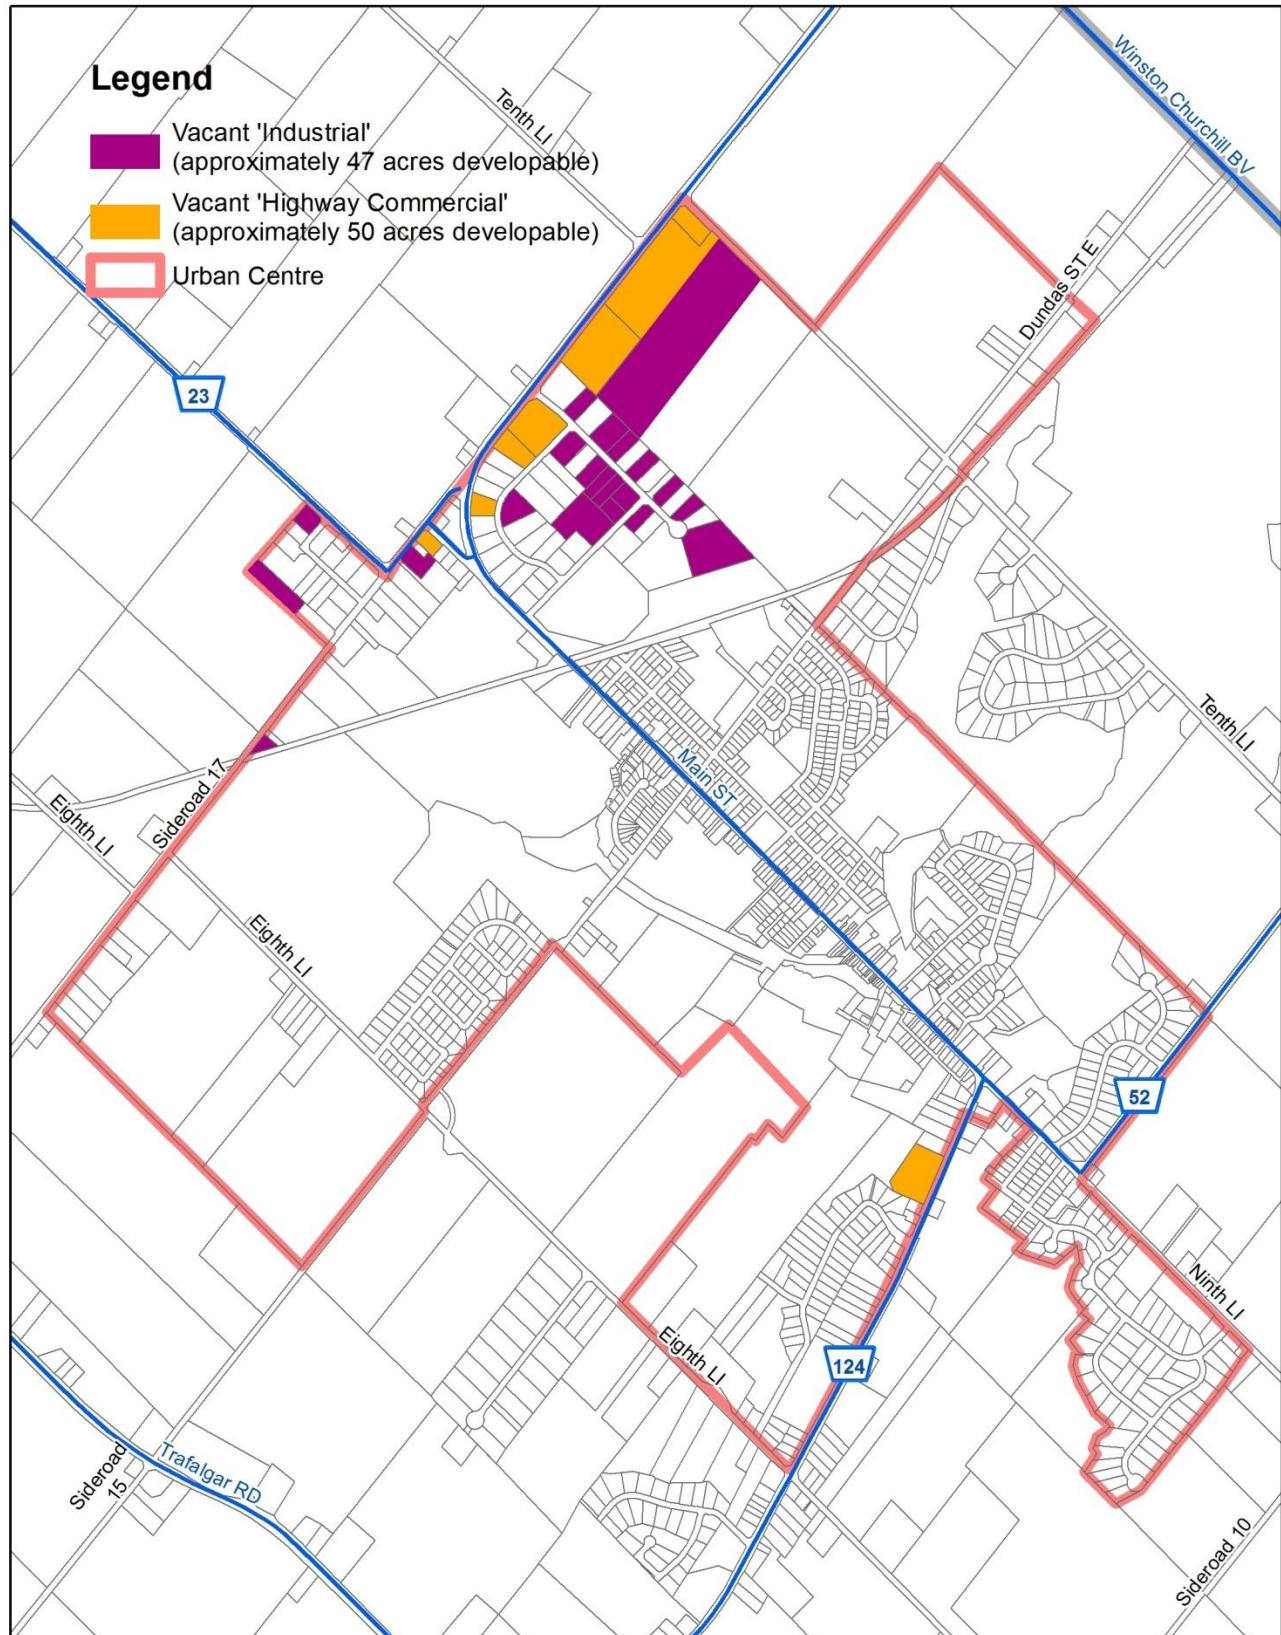 Legend
Vacant 'Industrial'
(approximately 47 acres developable)
Vacant 'Highway Commercial'
(approximately 50 acres developable)
Urban Centre
Winston Churchill BV
Tenth LI
Dundas ST E
23
Tenth LI
Main ST
Sideroad 17
Eighth LI
Eighth LI
52
Ninth LI
Eighth LI
124
Trafalgar RD
Sideroad
15
Sideroad 10